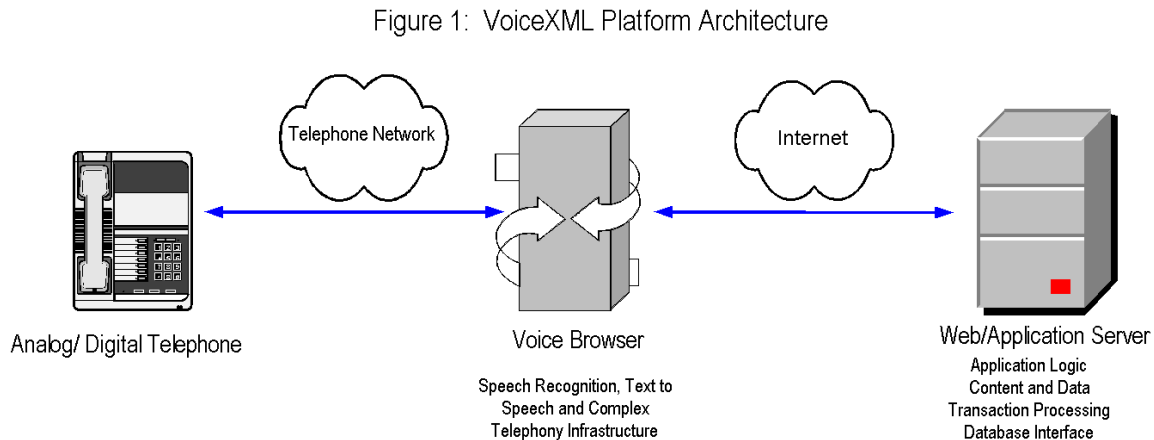 Figure 1: VoiceXML Platform Architecture
Telephone Network
Internet
Analog/ Digital Telephone
Voice Browser
Speech Recognition, Text to
Speech and Complex
Telephony Infrastructure
Web/Application Server
Application Logic
Content and Data
Transaction Processing
Database Interface